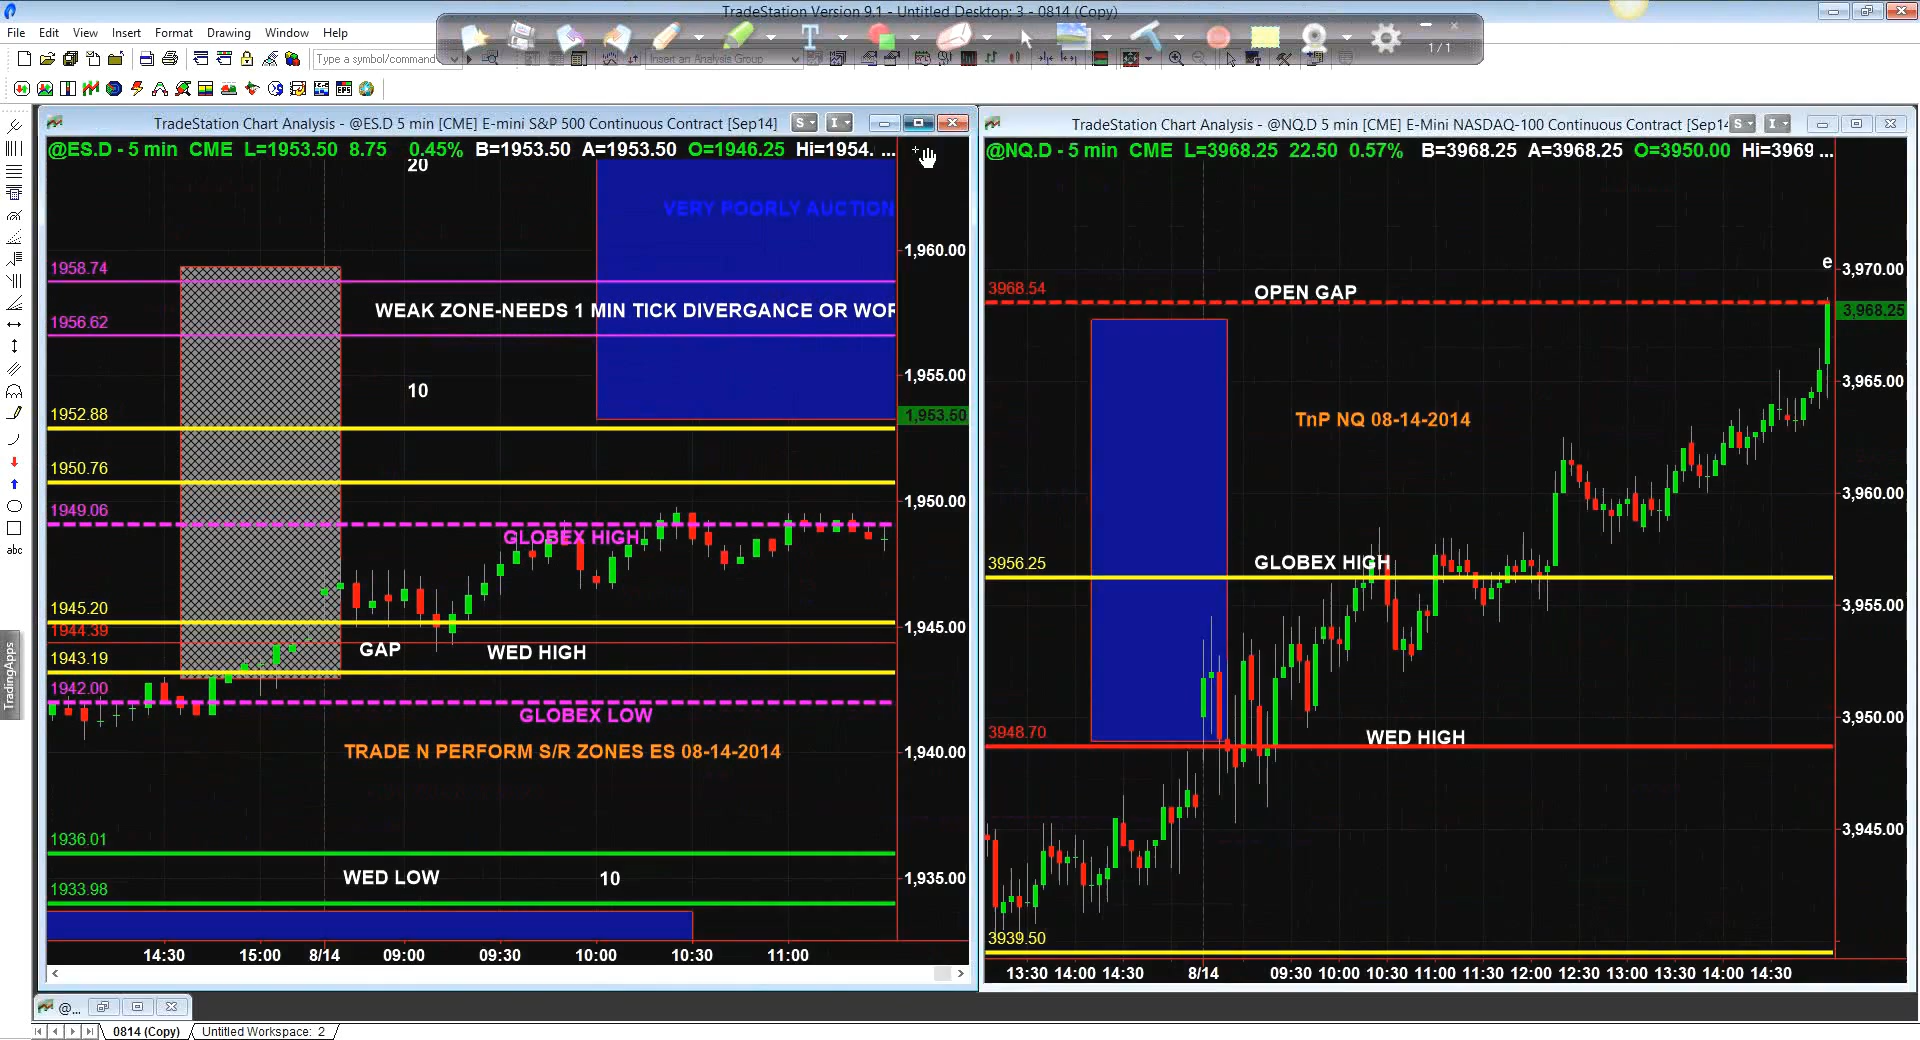 TradeStation Version 9.1 - Untitled Desktop: 3 - 0814 (Copy)
File Edit View Insert Format Drawing Window Help
1 / 1
Type a symbol/command
Insert an Analysis Group
TradeStation Chart Analysis - @ES.D 5 min [CME] E-mini S&P 500 Continuous Contract [Sep14]
S I
@ES.D - 5 min CME L=1953.50 8.75 0.45% B=1953.50 A=1953.50 O=1946.25 Hi=1954. ...
20
VERY POORLY AUCTION
1,960.00
1958.74
WEAK ZONE-NEEDS 1 MIN TICK DIVERGANCE OR WOR
1956.62
1,955.00
10
1952.88
1,953.50
1950.76
1,950.00
1949.06
GLOBEX HIGH
1945.20
1944.39
1,945.00
GAP
WED HIGH
1943.19
1942.00
GLOBEX LOW
TRADE N PERFORM S/R ZONES ES 08-14-2014
1,940.00
1936.01
WED LOW
10
1,935.00
1933.98
14:30 15:00 8/14 09:00 09:30 10:00 10:30 11:00
TradeStation Chart Analysis - @NQ.D 5 min [CME] E-Mini NASDAQ-100 Continuous Contract [Sep14
S I
@NQ.D - 5 min CME L=3968.25 22.50 0.57% B=3968.25 A=3968.25 O=3950.00 Hi=3969 ...
e
3,970.00
3968.54
OPEN GAP
3,968.25
3,965.00
TnP NQ 08-14-2014
3,960.00
3956.25
GLOBEX HIGH
3,955.00
3,950.00
3948.70
WED HIGH
3,945.00
3939.50
13:30 14:00 14:30 8/14 09:30 10:00 10:30 11:00 11:30 12:00 12:30 13:00 13:30 14:00 14:30
abc
TradingApps
EPS
@...
0814 (Copy)
Untitled Workspace: 2